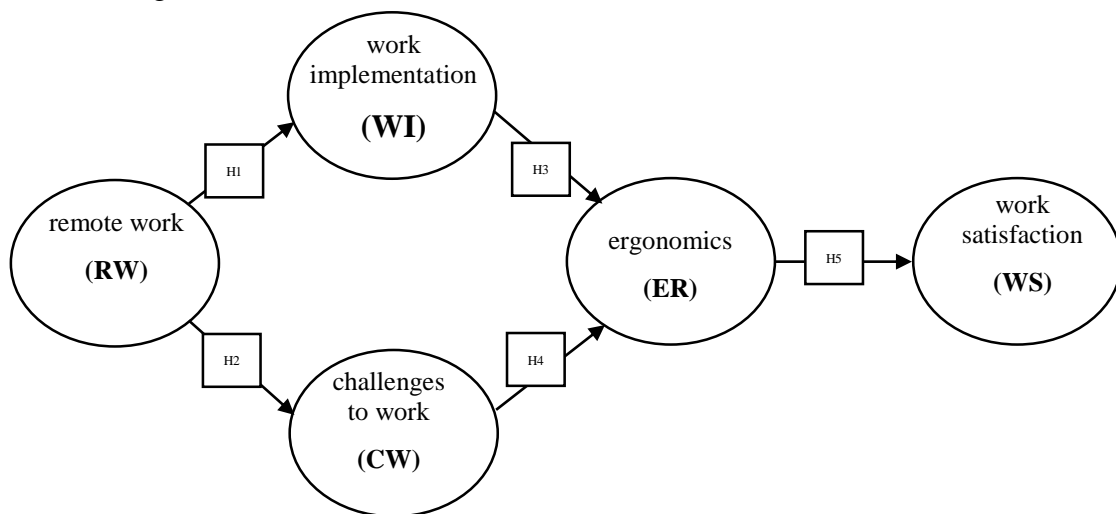 work
implementation
(WI)
H1
H3
remote work
(RW)
ergonomics
(ER)
H5
work
satisfaction
(WS)
H2
H4
challenges
to work
(CW)